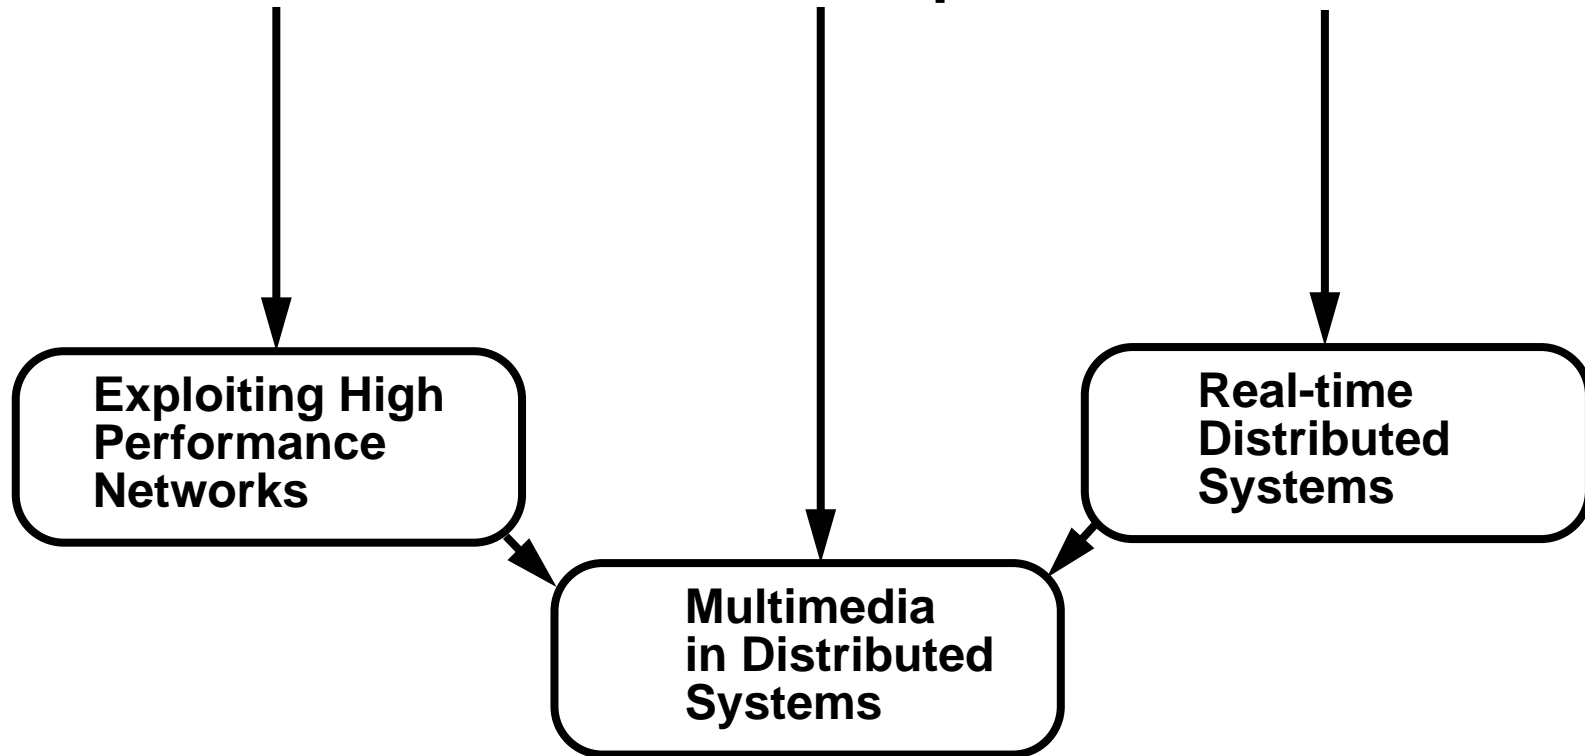 Exploiting High
Performance
Networks
Real-time
Distributed
Systems
Multimedia
in Distributed
Systems